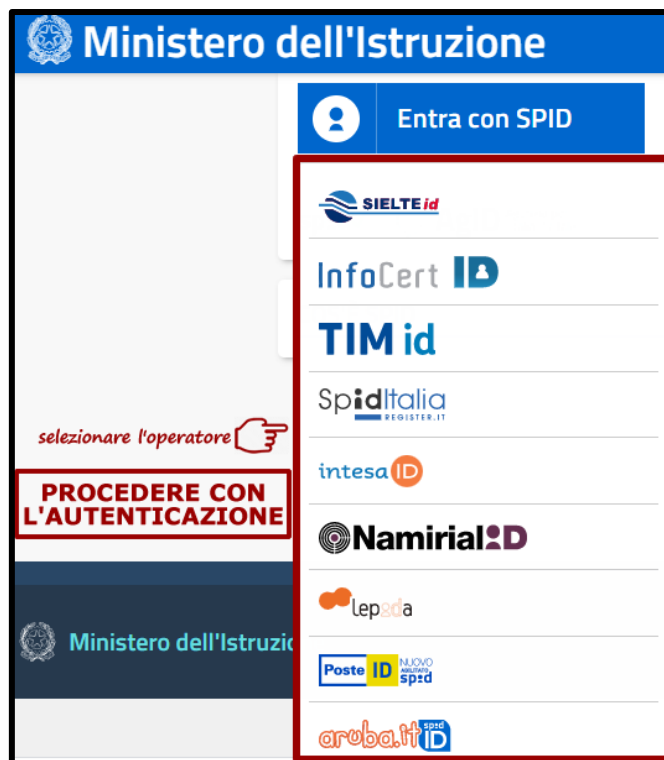 Ministero dell'Istruzione
Entra con SPID
SIELTE id
InfoCert ID
TIM id
SpidItalia
REGISTER.IT
selezionare l'operatore
intesa ID
PROCEDERE CON
L'AUTENTICAZIONE
Namirial ID
Lepida
Ministero dell'Istruzio
Poste ID NUOVO
ABILITATO
spid
aruba.it spid
ID